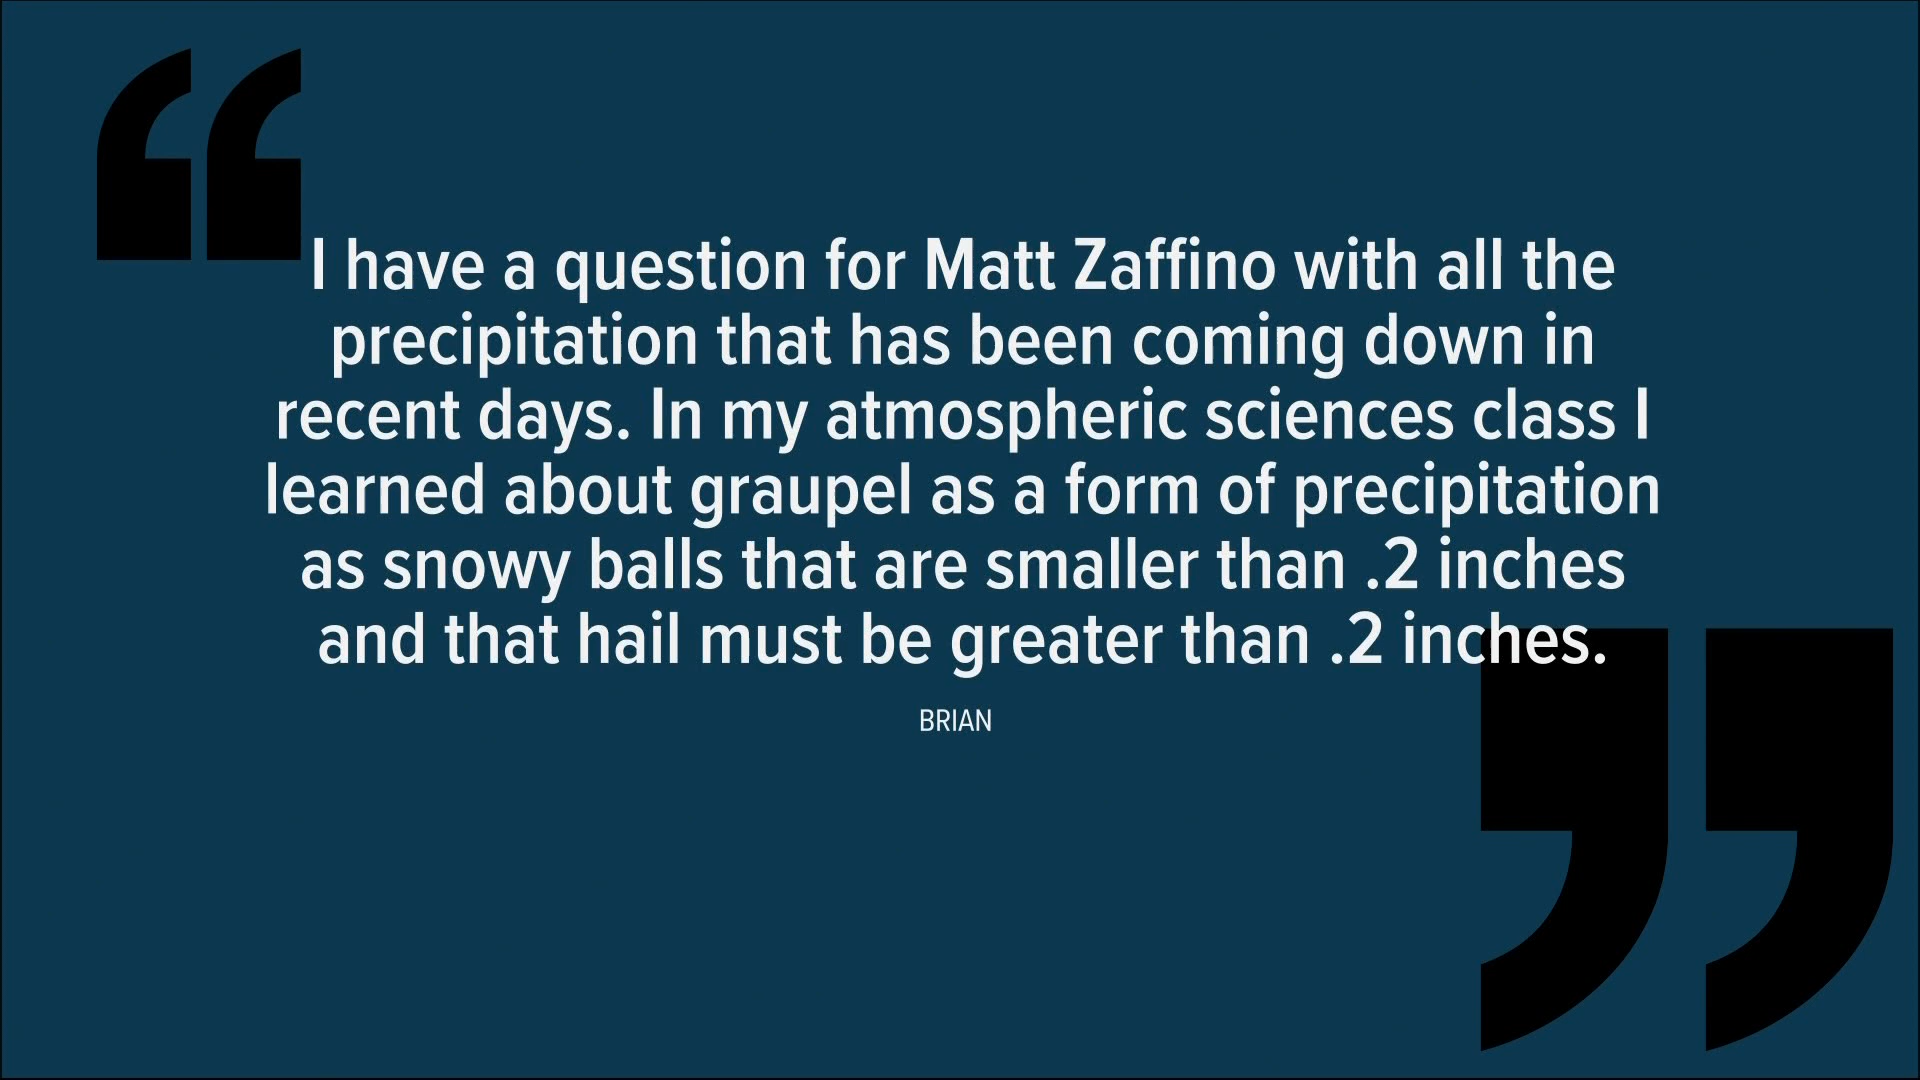 I have a question for Matt Zaffino with all the
precipitation that has been coming down in
recent days. In my atmospheric sciences class I
learned about graupel as a form of precipitation
as snowy balls that are smaller than .2 inches
and that hail must be greater than .2 inches.
BRIAN